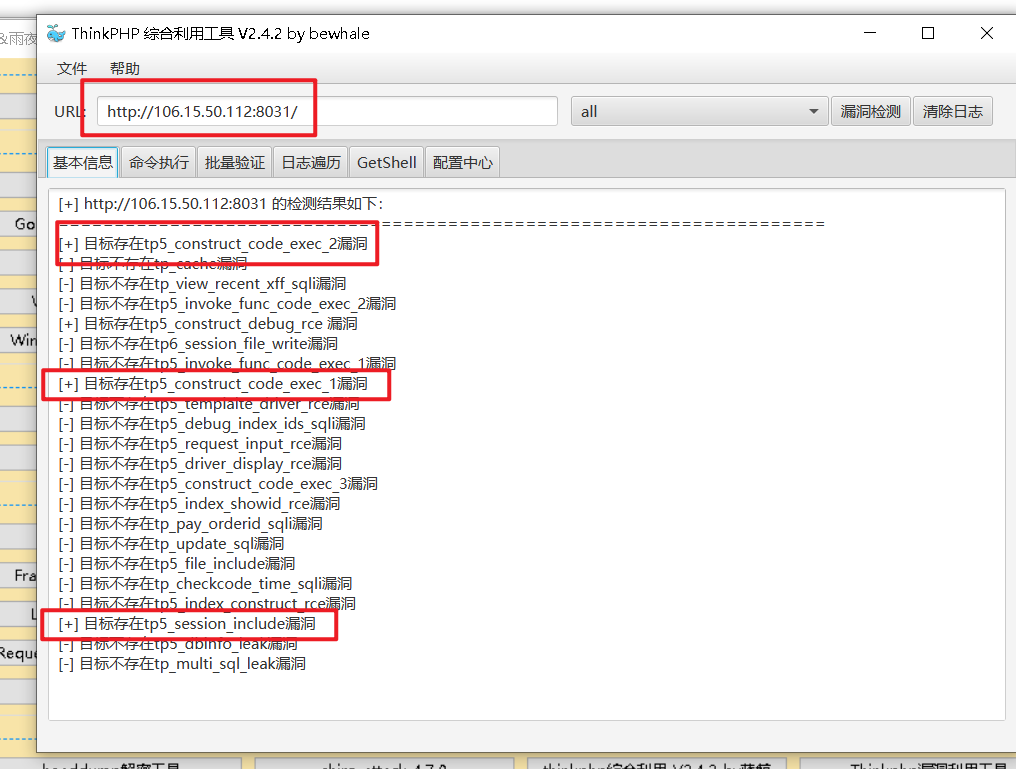 ThinkPHP 综合利用工具 V2.4.2 by bewhale
&雨夜
文件 帮助
URL: http://106.15.50.112:8031/ all 漏洞检测 清除日志
基本信息 命令执行 批量验证 日志遍历 GetShell 配置中心
[+] http://106.15.50.112:8031 的检测结果如下:
=====================================================================
[+] 目标存在tp5_construct_code_exec_2漏洞
[-] 目标不存在tp_cache漏洞
[-] 目标不存在tp_view_recent_xff_sqli漏洞
[-] 目标不存在tp5_invoke_func_code_exec_2漏洞
[+] 目标存在tp5_construct_debug_rce 漏洞
[-] 目标不存在tp6_session_file_write漏洞
[-] 目标不存在tp5_invoke_func_code_exec_1漏洞
[+] 目标存在tp5_construct_code_exec_1漏洞
[-] 目标不存在tp5_templaite_driver_rce漏洞
[-] 目标不存在tp5_debug_index_ids_sqli漏洞
[-] 目标不存在tp5_request_input_rce漏洞
[-] 目标不存在tp5_driver_display_rce漏洞
[-] 目标不存在tp5_construct_code_exec_3漏洞
[-] 目标不存在tp5_index_showid_rce漏洞
[-] 目标不存在tp_pay_orderid_sqli漏洞
[-] 目标不存在tp_update_sql漏洞
[-] 目标不存在tp5_file_include漏洞
[-] 目标不存在tp_checkcode_time_sqli漏洞
[-] 目标不存在tp5_index_construct_rce漏洞
[+] 目标存在tp5_session_include漏洞
[-] 目标不存在tp5_dbinfo_leak漏洞
[-] 目标不存在tp_multi_sql_leak漏洞
Go
Win
Fra
L
Reque